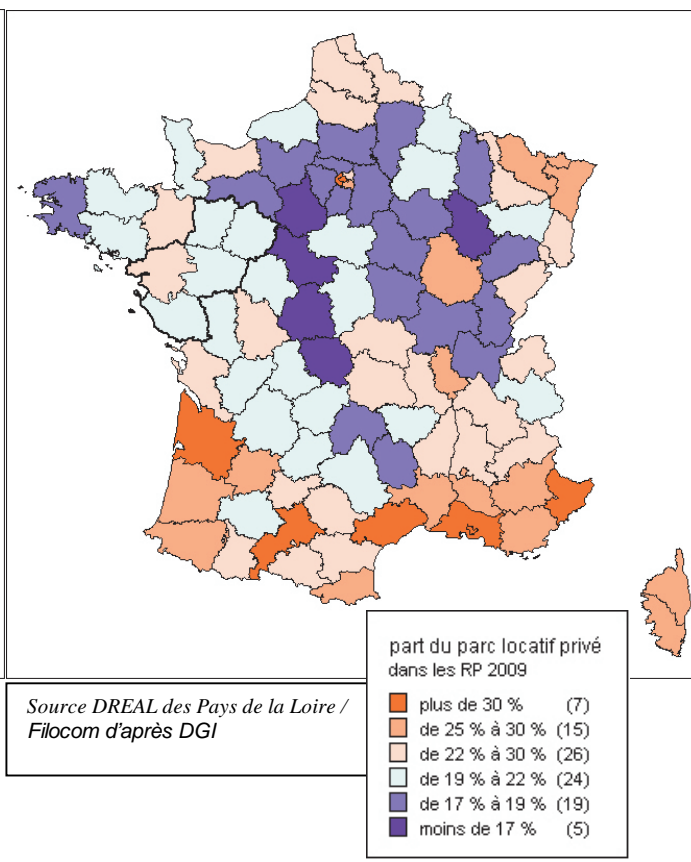 part du parc locatif privé
dans les RP 2009
plus de 30 % (7)
de 25 % à 30 % (15)
de 22 % à 30 % (26)
de 19 % à 22 % (24)
de 17 % à 19 % (19)
moins de 17 % (5)
Source DREAL des Pays de la Loire /
Filocom d'après DGI